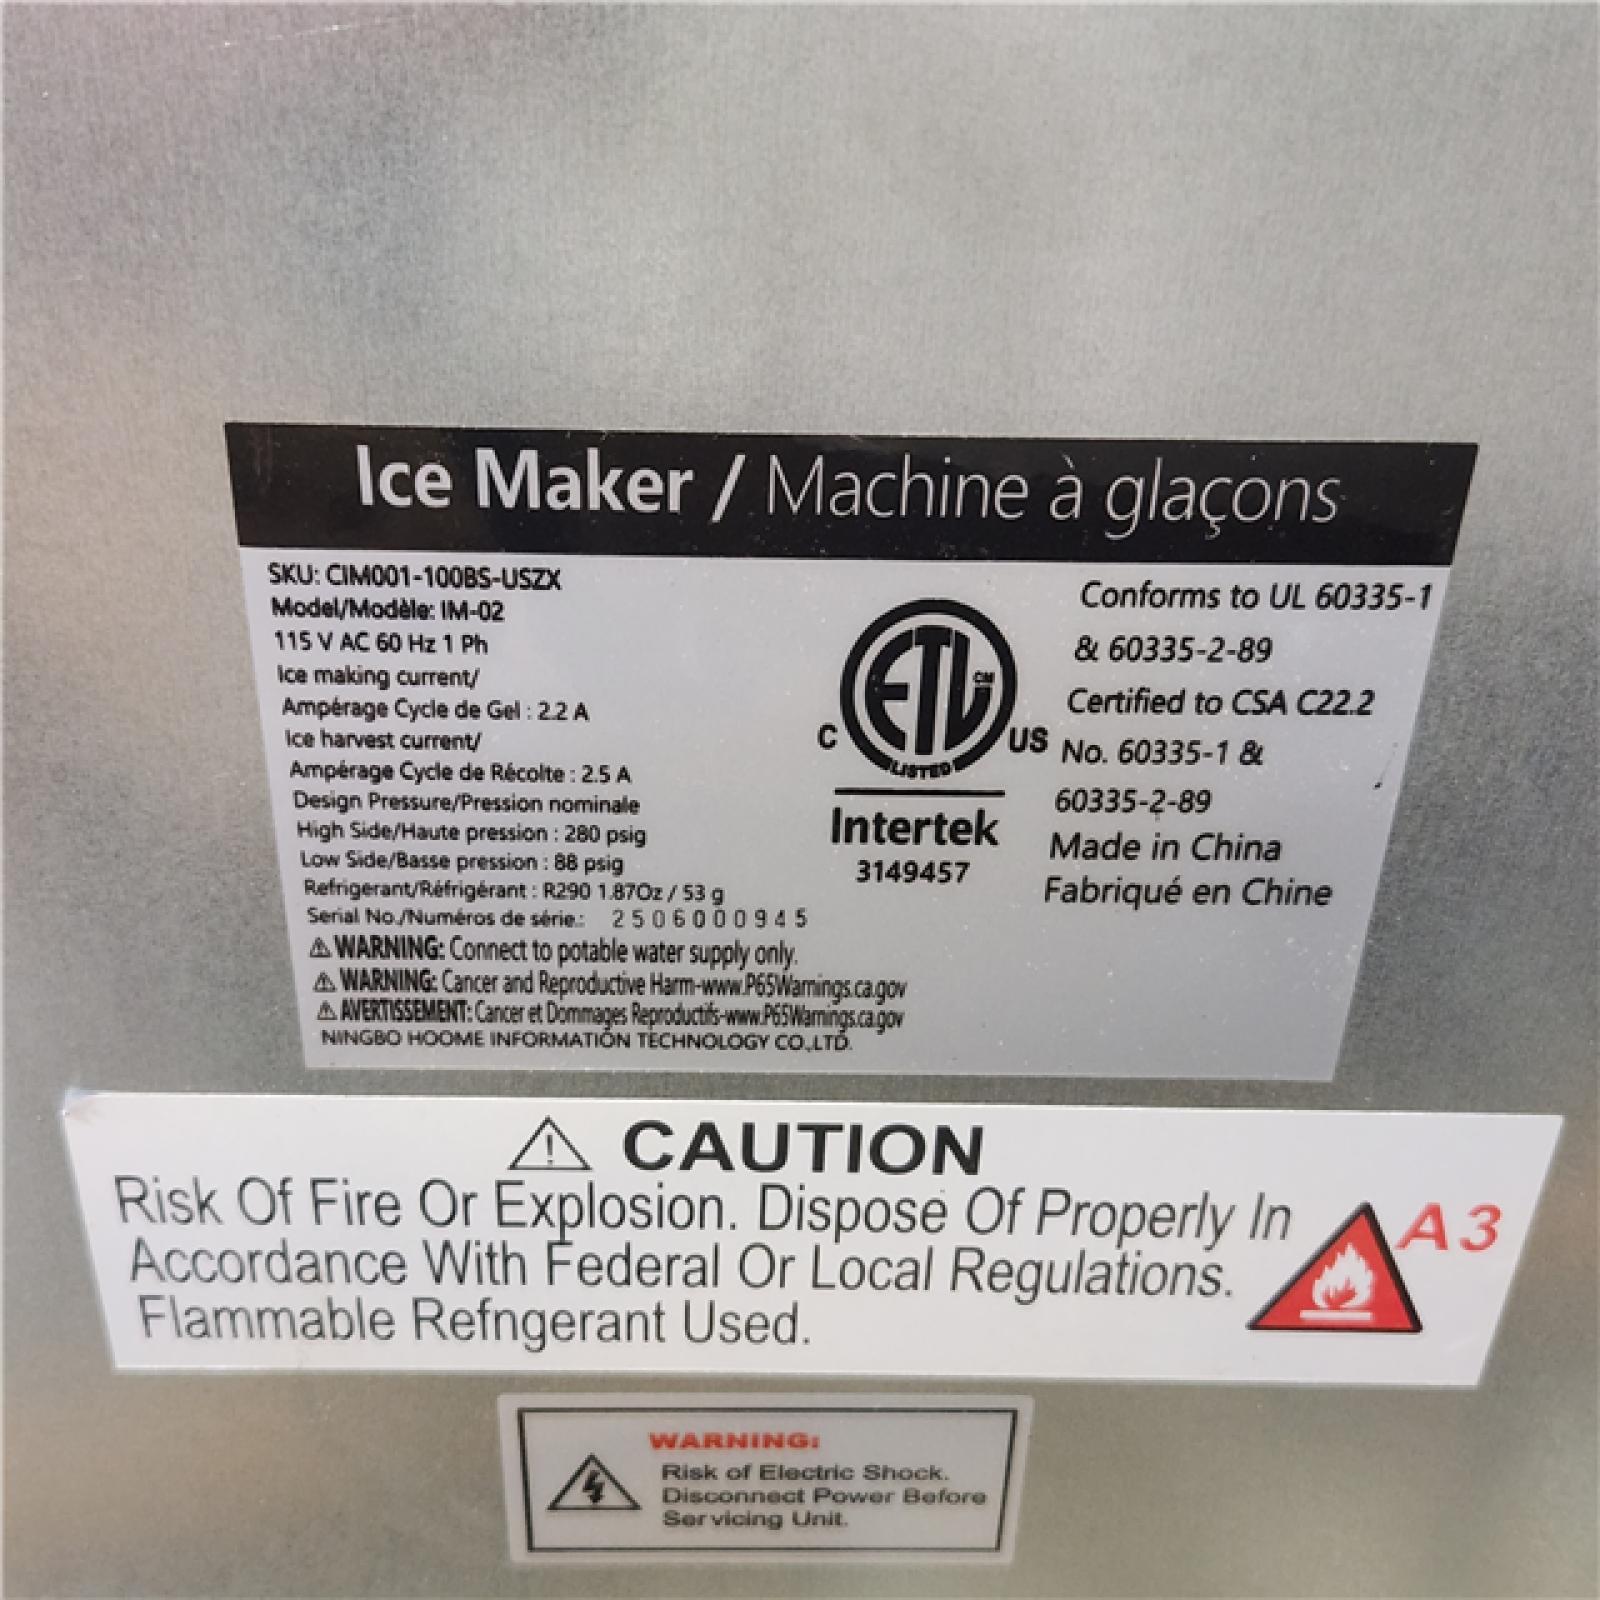 Ice Maker / Machine à glaçons
SKU: CIM001-100BS-USZX
Model/Modèle: IM-02
115 V AC 60 Hz 1 Ph
Ice making current/
Ampérage Cycle de Gel : 2.2 A
Ice harvest current/
Ampérage Cycle de Récolte : 2.5 A
Design Pressure/Pression nominale
High Side/Haute pression : 280 psig
Low Side/Basse pression : 88 psig
Refrigerant/Réfrigérant : R290 1.87Oz / 53 g
Serial No./Numéros de série.: 2506000945
⚠ WARNING: Connect to potable water supply only.
⚠ WARNING: Cancer and Reproductive Harm-www.P65Warnings.ca.gov
⚠ AVERTISSEMENT: Cancer et Dommages Reproductifs-www.P65Warnings.ca.gov
NINGBO HOOME INFORMATION TECHNOLOGY CO.,LTD.
ETL CM
C US
LISTED
Intertek
3149457
Conforms to UL 60335-1
& 60335-2-89
Certified to CSA C22.2
No. 60335-1 &
60335-2-89
Made in China
Fabriqué en Chine
⚠ CAUTION
Risk Of Fire Or Explosion. Dispose Of Properly In
Accordance With Federal Or Local Regulations.
Flammable Refngerant Used.
A3
WARNING:
Risk of Electric Shock.
Disconnect Power Before
Servicing Unit.